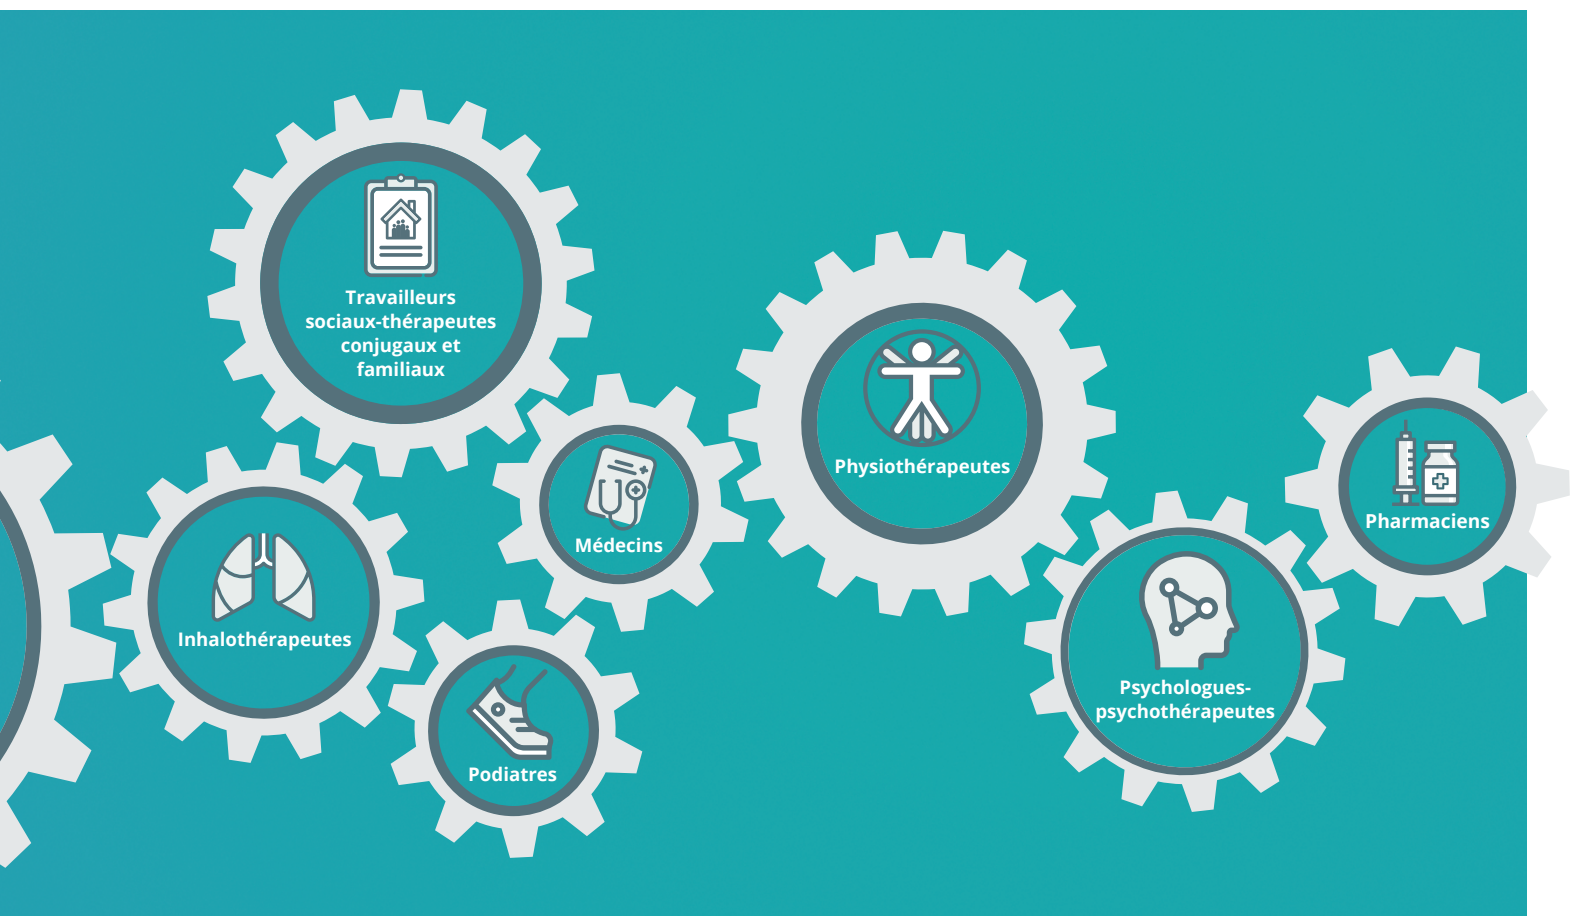 Travailleurs
sociaux-thérapeutes
conjugaux et
familiaux
Inhalothérapeutes
Médecins
Podiatres
Physiothérapeutes
Psychologues-
psychothérapeutes
Pharmaciens